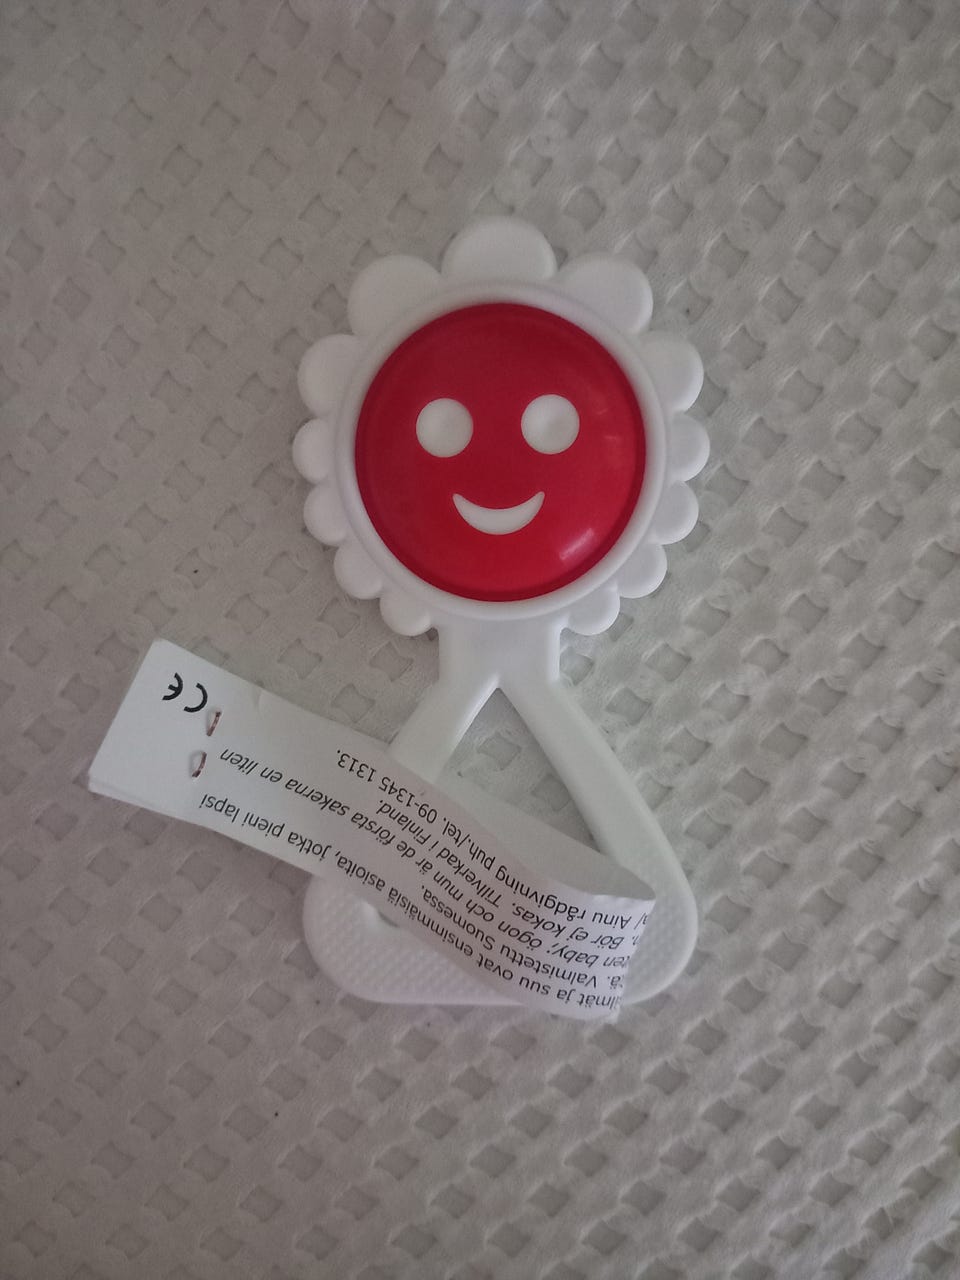 ja suu ovat ensimmäisiä asioita, jotka pieni lapsi
Valmistettu Suomessa.
baby; ögon och mun är de första sakerna en liten
Bör ej kokas. Tillverkad i Finland.
/ Ainu rådgivning puh./tel. 09-1345 1313.
CE